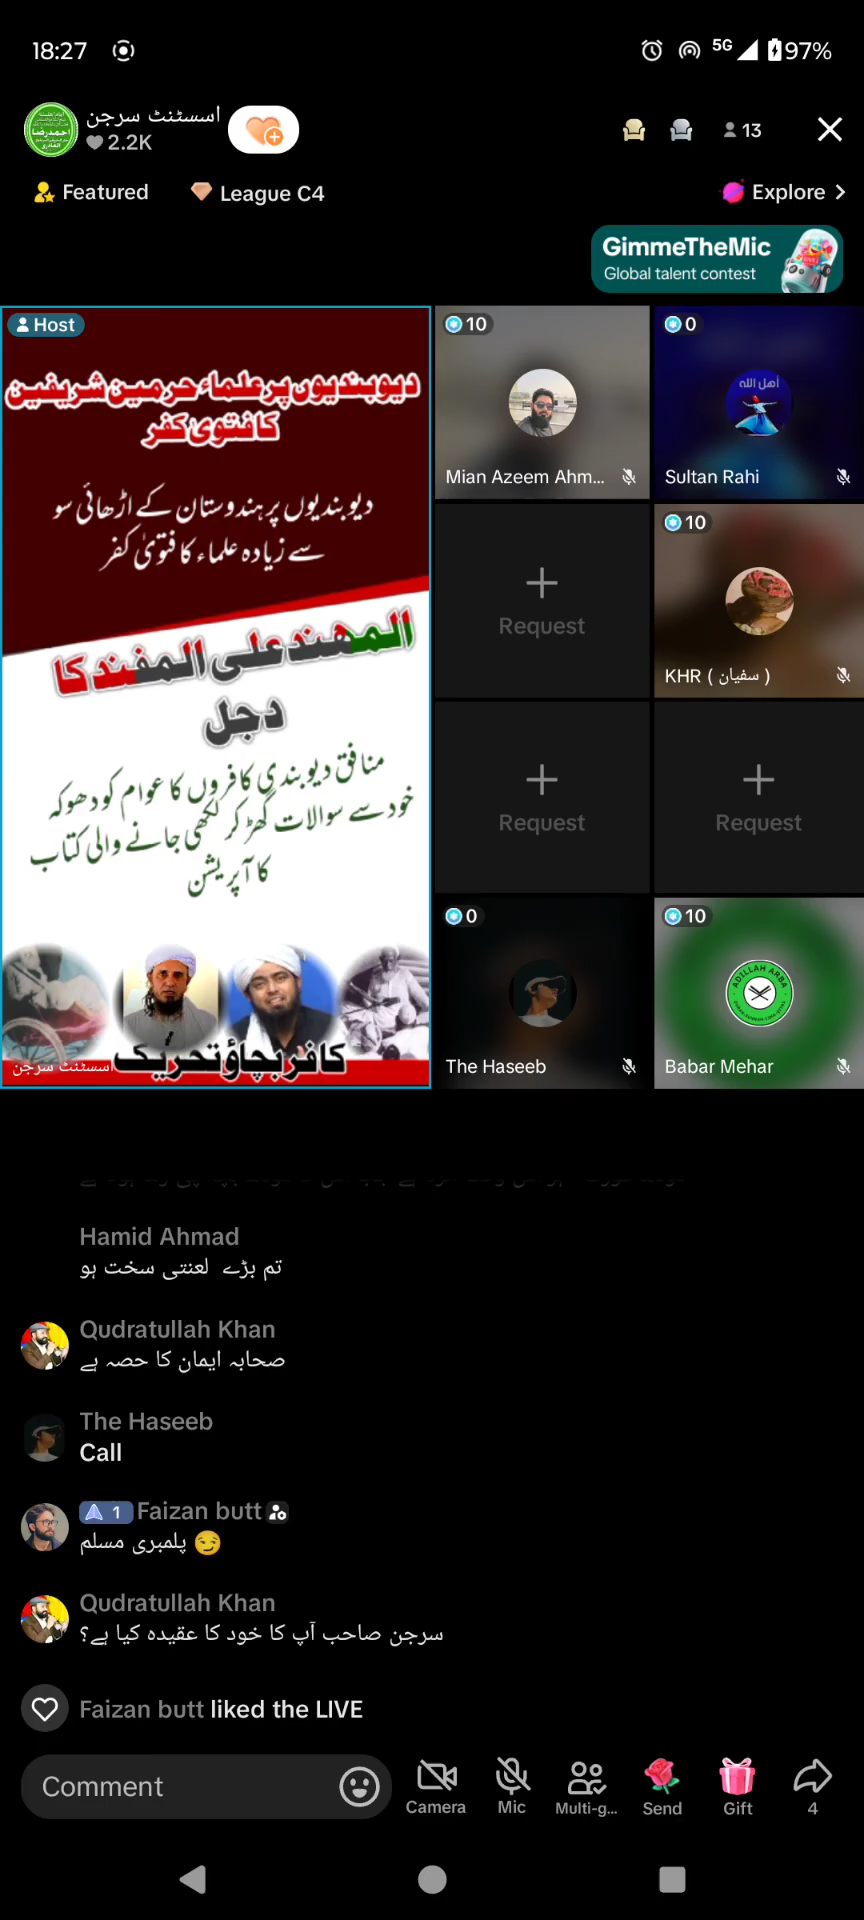 18:27
5G
97%
اسسٹنٹ سرجن
2.2K
13
Featured
League C4
Explore
GimmeTheMic
Global talent contest
Host
دیوبندیوں پر علماء حرمین شریفین
کا فتویٰ کفر
دیوبندیوں پر ہندوستان کے اڑھائی سو
سے زیادہ علماء کا فتویٰ کفر
المہند علی المفند کا
دجل
منافق دیوبندی کافروں کا عوام کو دھوکہ
خود سے سوالات گھڑ کر لکھی جانے والی کتاب
کا آپریشن
کافر بچاؤ تحریک
اسسٹنٹ سرجن
10
Mian Azeem Ahm...
0
أهل الله
Sultan Rahi
Request
10
KHR ( سفیان )
Request
Request
0
The Haseeb
10
ADILLAH ARBA
Babar Mehar
Hamid Ahmad
تم بڑے لعنتی سخت ہو
Qudratullah Khan
صحابہ ایمان کا حصہ ہے
The Haseeb
Call
1 Faizan butt
پلمبری مسلم 😏
Qudratullah Khan
سرجن صاحب آپ کا خود کا عقیدہ کیا ہے؟
Faizan butt liked the LIVE
Comment
Camera
Mic
Multi-g...
Send
Gift
4